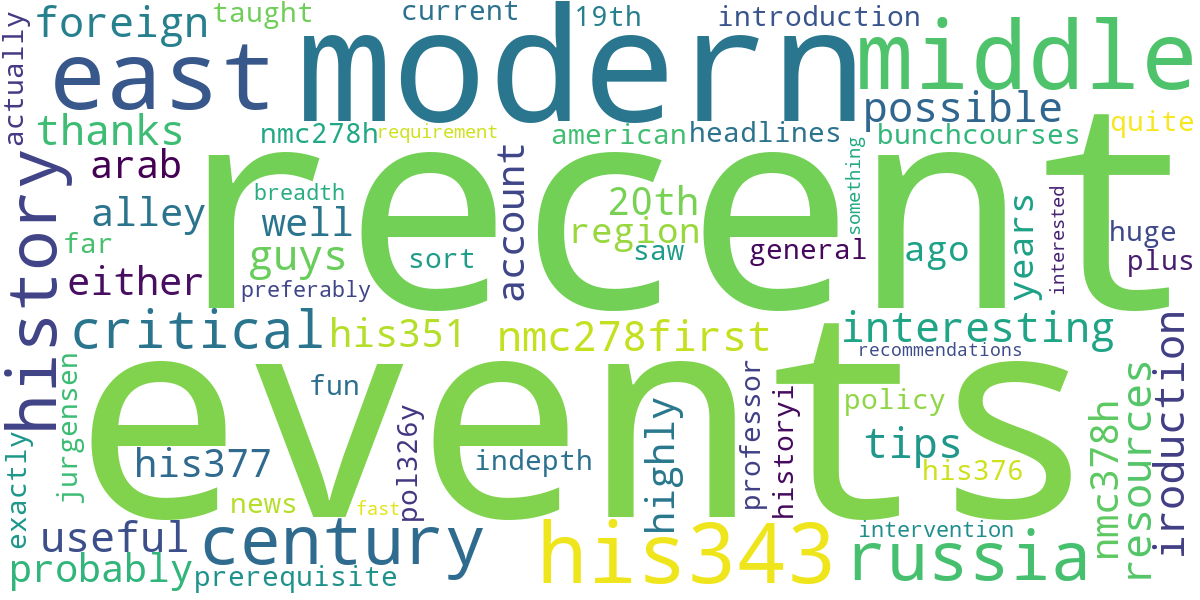 actually
foreign
taught
current
19th
introduction
east
modern
middle
possible
quite
thanks
nmc278h
requirement
american
headlines
bunchcourses
history
arab
recent
breadth
account
something
alley
well
20th
region
far
guys
sort
saw
general
ago
years
interested
huge
plus
either
preferably
critical
his351
nmc278first
interesting
recommendations
iroduction
jurgensen
events
fun
professor
historyi
policy
resources
nmc378h
exactly
his377
pol326y
indepth
highly
tips
his376
news
fast
useful
century
his343
intervention
russia
probably
prerequisite